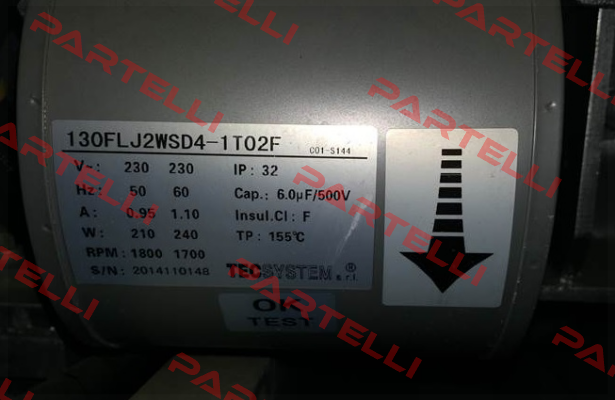 PARTELLI
PARTELLI
PARTELLI
130FLJ2WSD4-1T02F
C01-S144
V~: 230 230 IP: 32
Hz: 50 60 Cap.: 6.0µF/500V
A: 0.95 1.10 Insul.Cl: F
W: 210 240 TP: 155℃
RPM: 1800 1700
S/N: 2014110148 TECSYSTEM® s.r.l.
OK
TEST
PARTELLI
PARTELLI
PARTELLI